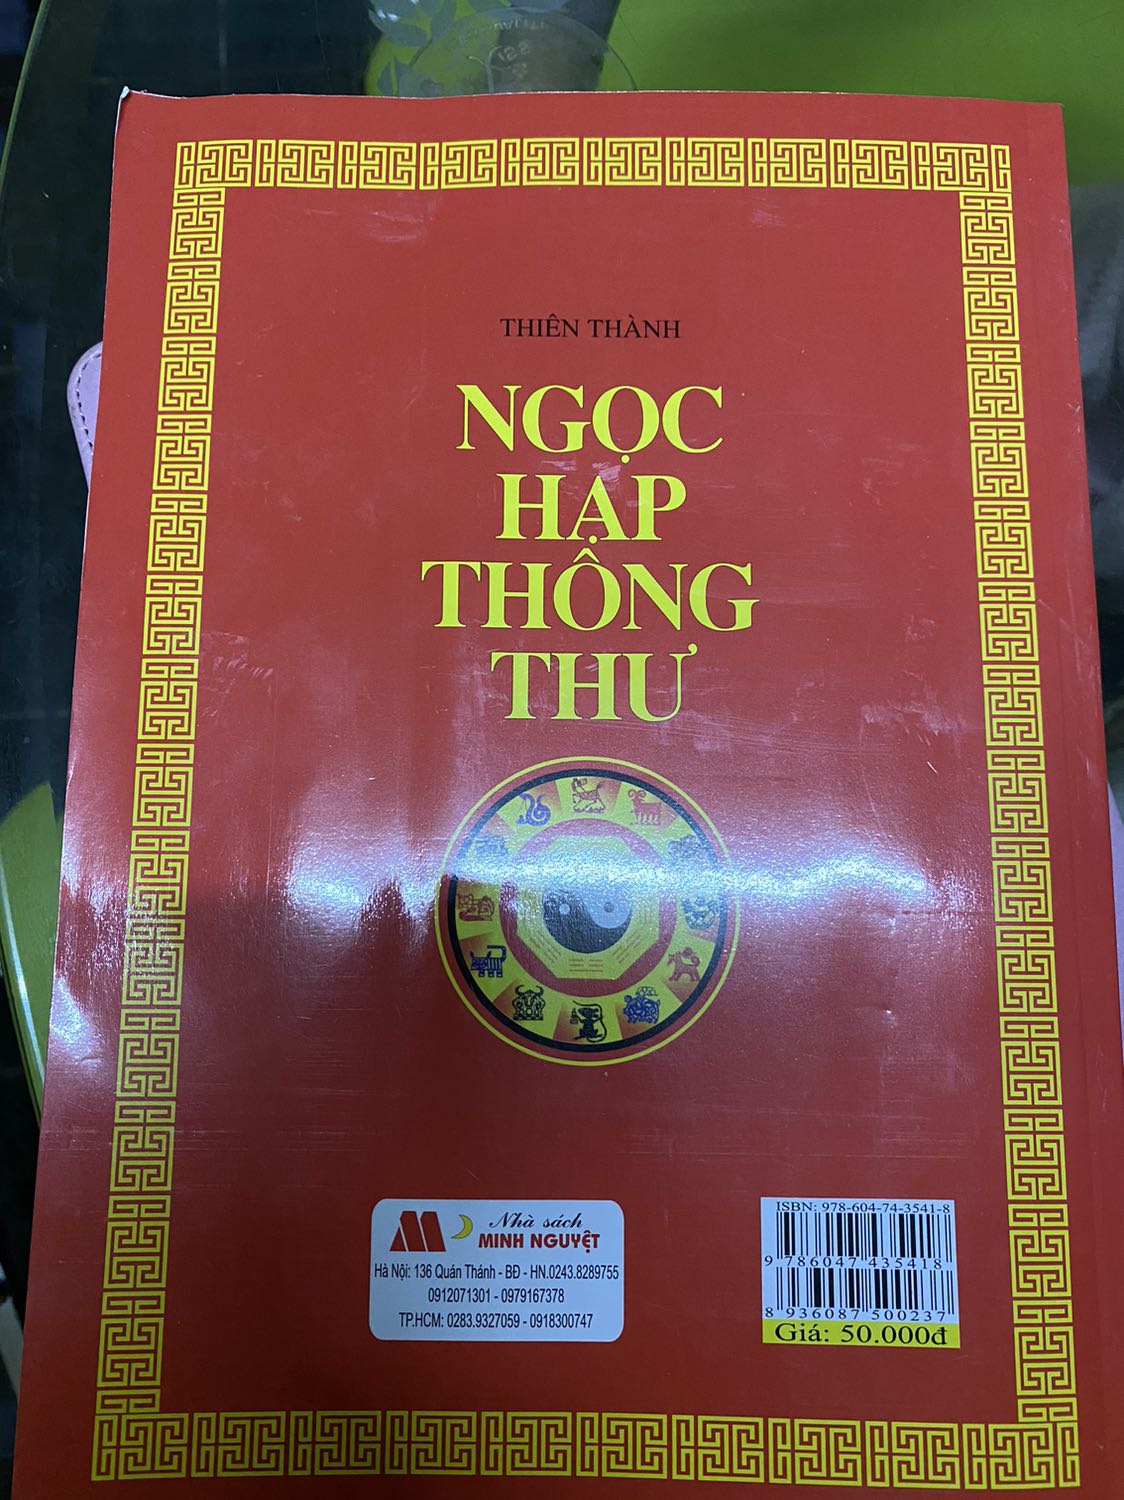 THIÊN THÀNH
NGỌC
HẠP
THÔNG
THƯ
Nhà sách
MINH NGUYỆT
Hà Nội: 136 Quán Thánh - BĐ - HN.0243.8289755
0912071301 - 0979167378
TP.HCM: 0283.9327059 - 0918300747
ISBN: 978-604-74-3541-8
9 786047 435418
8 936087 500237
Giá: 50.000đ